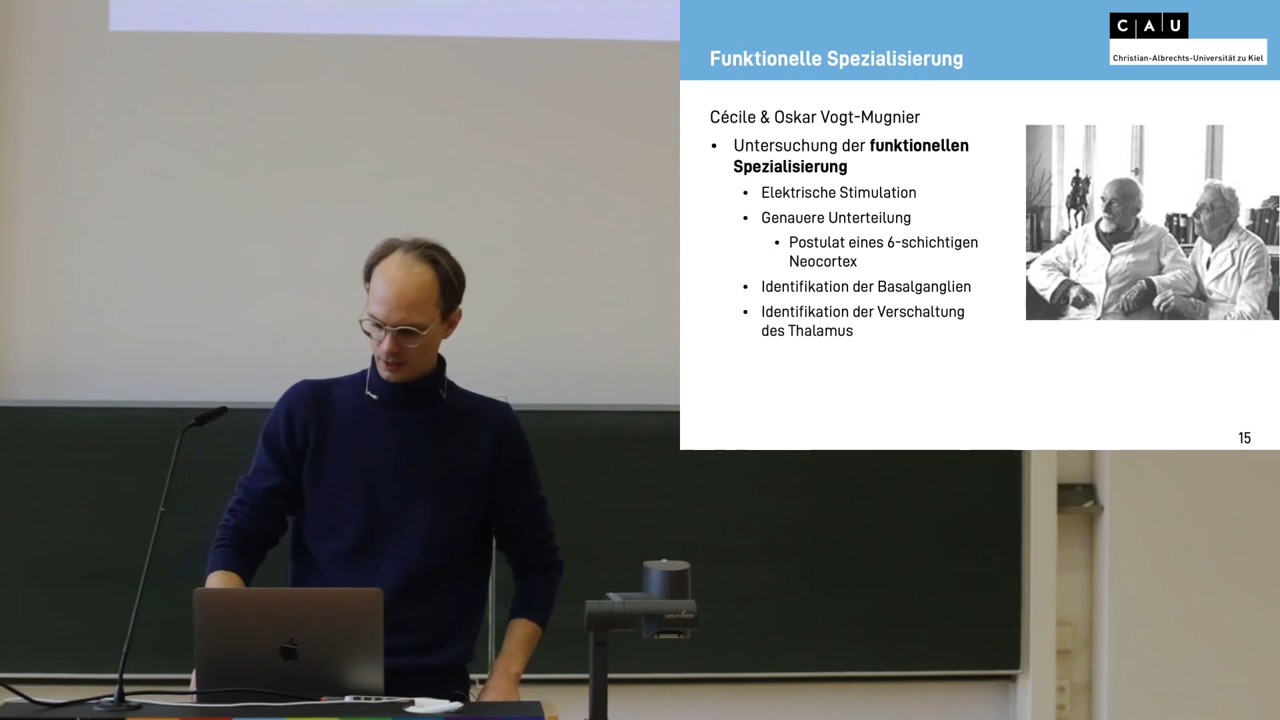 C A U
Christian-Albrechts-Universität zu Kiel
Funktionelle Spezialisierung
Cécile & Oskar Vogt-Mugnier
• Untersuchung der funktionellen
Spezialisierung
• Elektrische Stimulation
• Genauere Unterteilung
• Postulat eines 6-schichtigen
Neocortex
• Identifikation der Basalganglien
• Identifikation der Verschaltung
des Thalamus
15